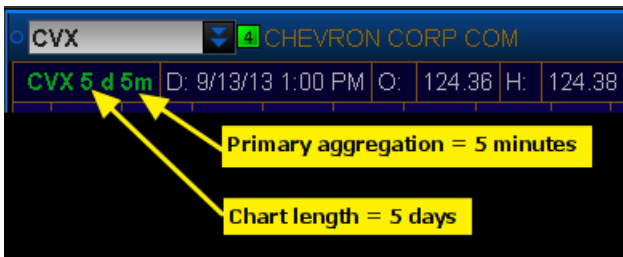 CVX 4 CHEVRON CORP COM
CVX 5 d 5m D: 9/13/13 1:00 PM O: 124.36 H: 124.38
Primary aggregation = 5 minutes
Chart length = 5 days